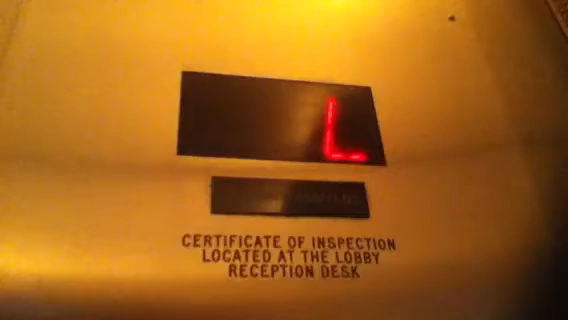 L
CERTIFICATE OF INSPECTION
LOCATED AT THE LOBBY
RECEPTION DESK